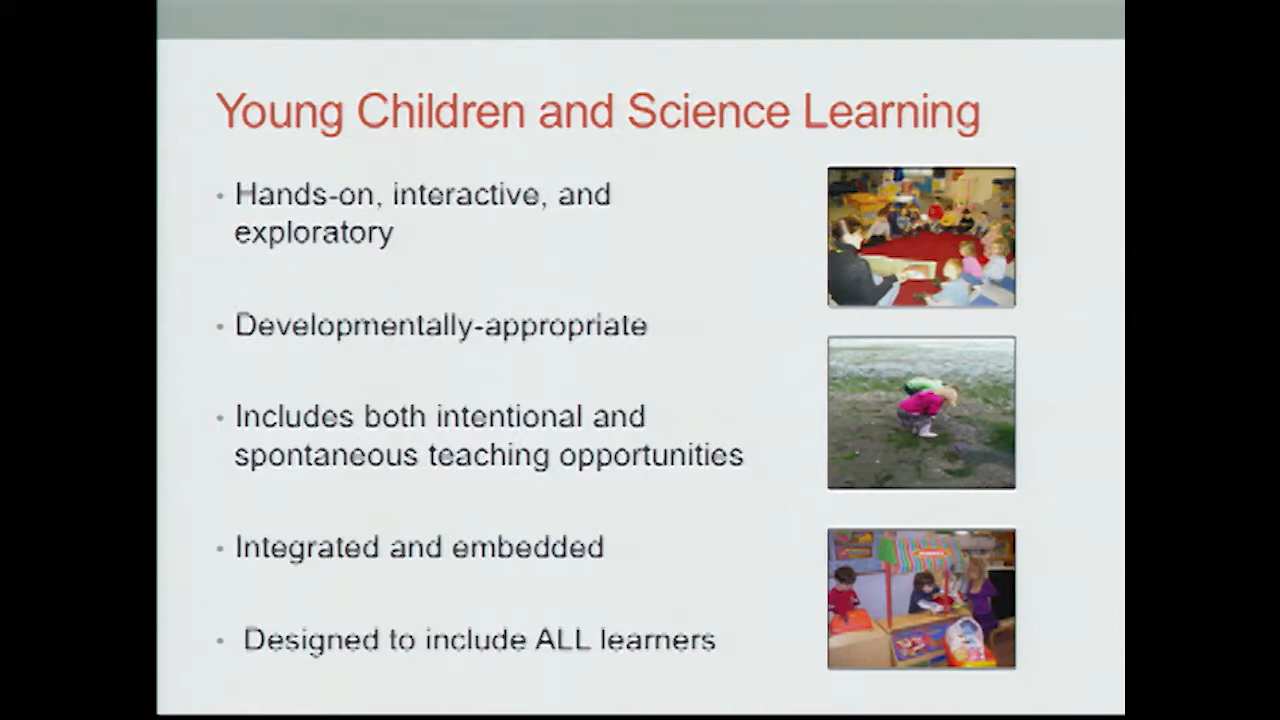 Young Children and Science Learning
• Hands-on, interactive, and
exploratory
• Developmentally-appropriate
• Includes both intentional and
spontaneous teaching opportunities
• Integrated and embedded
• Designed to include ALL learners